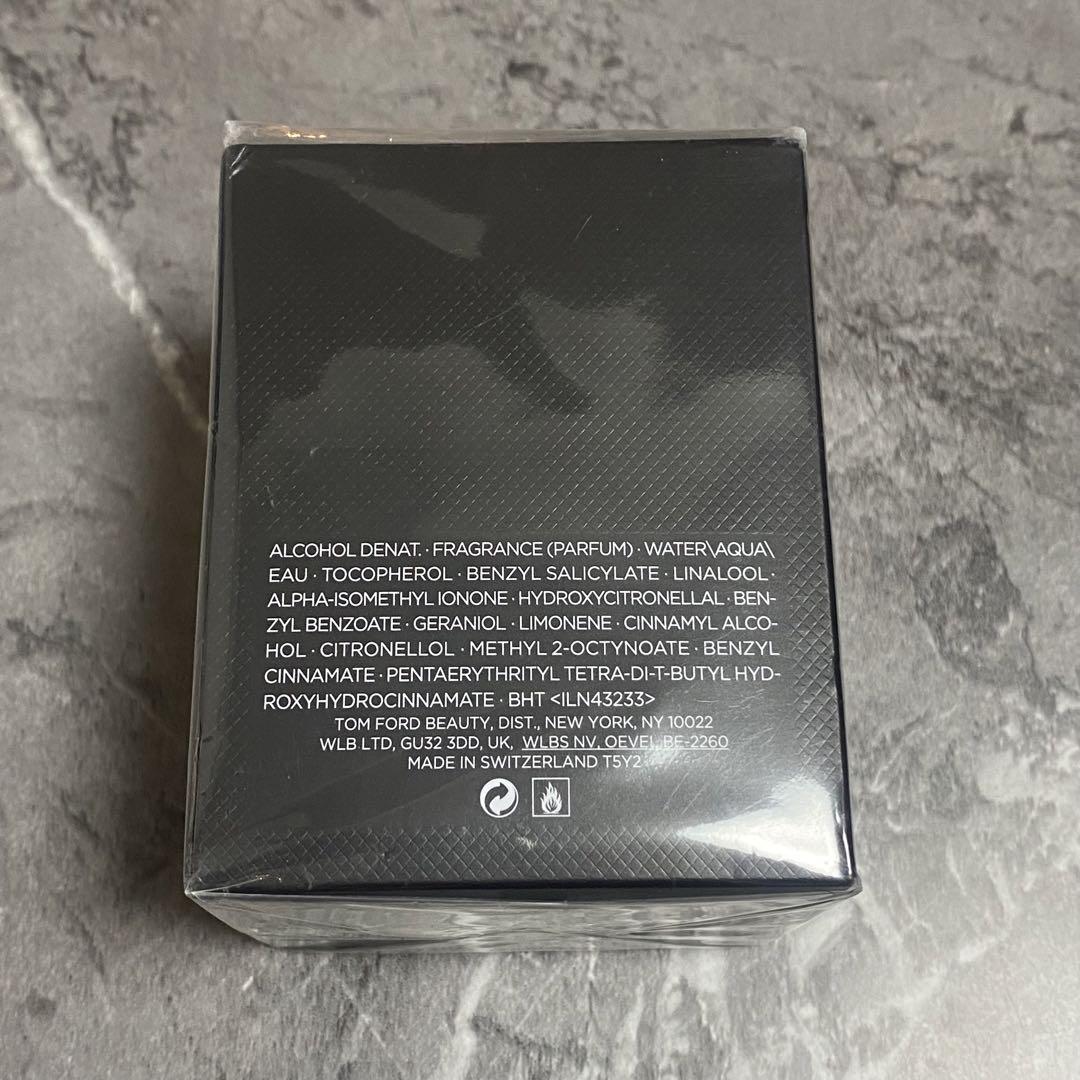 ALCOHOL DENAT. · FRAGRANCE (PARFUM) · WATER\AQUA\
EAU · TOCOPHEROL · BENZYL SALICYLATE · LINALOOL ·
ALPHA-ISOMETHYL IONONE · HYDROXYCITRONELLAL · BEN-
ZYL BENZOATE · GERANIOL · LIMONENE · CINNAMYL ALCO-
HOL · CITRONELLOL · METHYL 2-OCTYNOATE · BENZYL
CINNAMATE · PENTAERYTHRITYL TETRA-DI-T-BUTYL HYD-
ROXYHYDROCINNAMATE · BHT <ILN43233>
TOM FORD BEAUTY, DIST., NEW YORK, NY 10022
WLB LTD, GU32 3DD, UK, WLBS NV, OEVEL BE-2260
MADE IN SWITZERLAND T5Y2